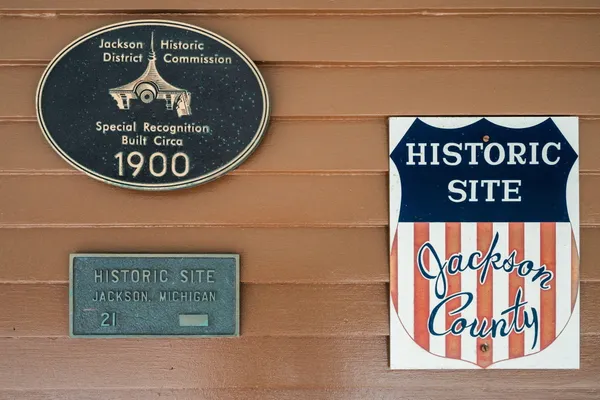 Jackson Historic
District Commission
Special Recognition
Built Circa
1900
HISTORIC SITE
JACKSON, MICHIGAN
21
HISTORIC
SITE
Jackson
County